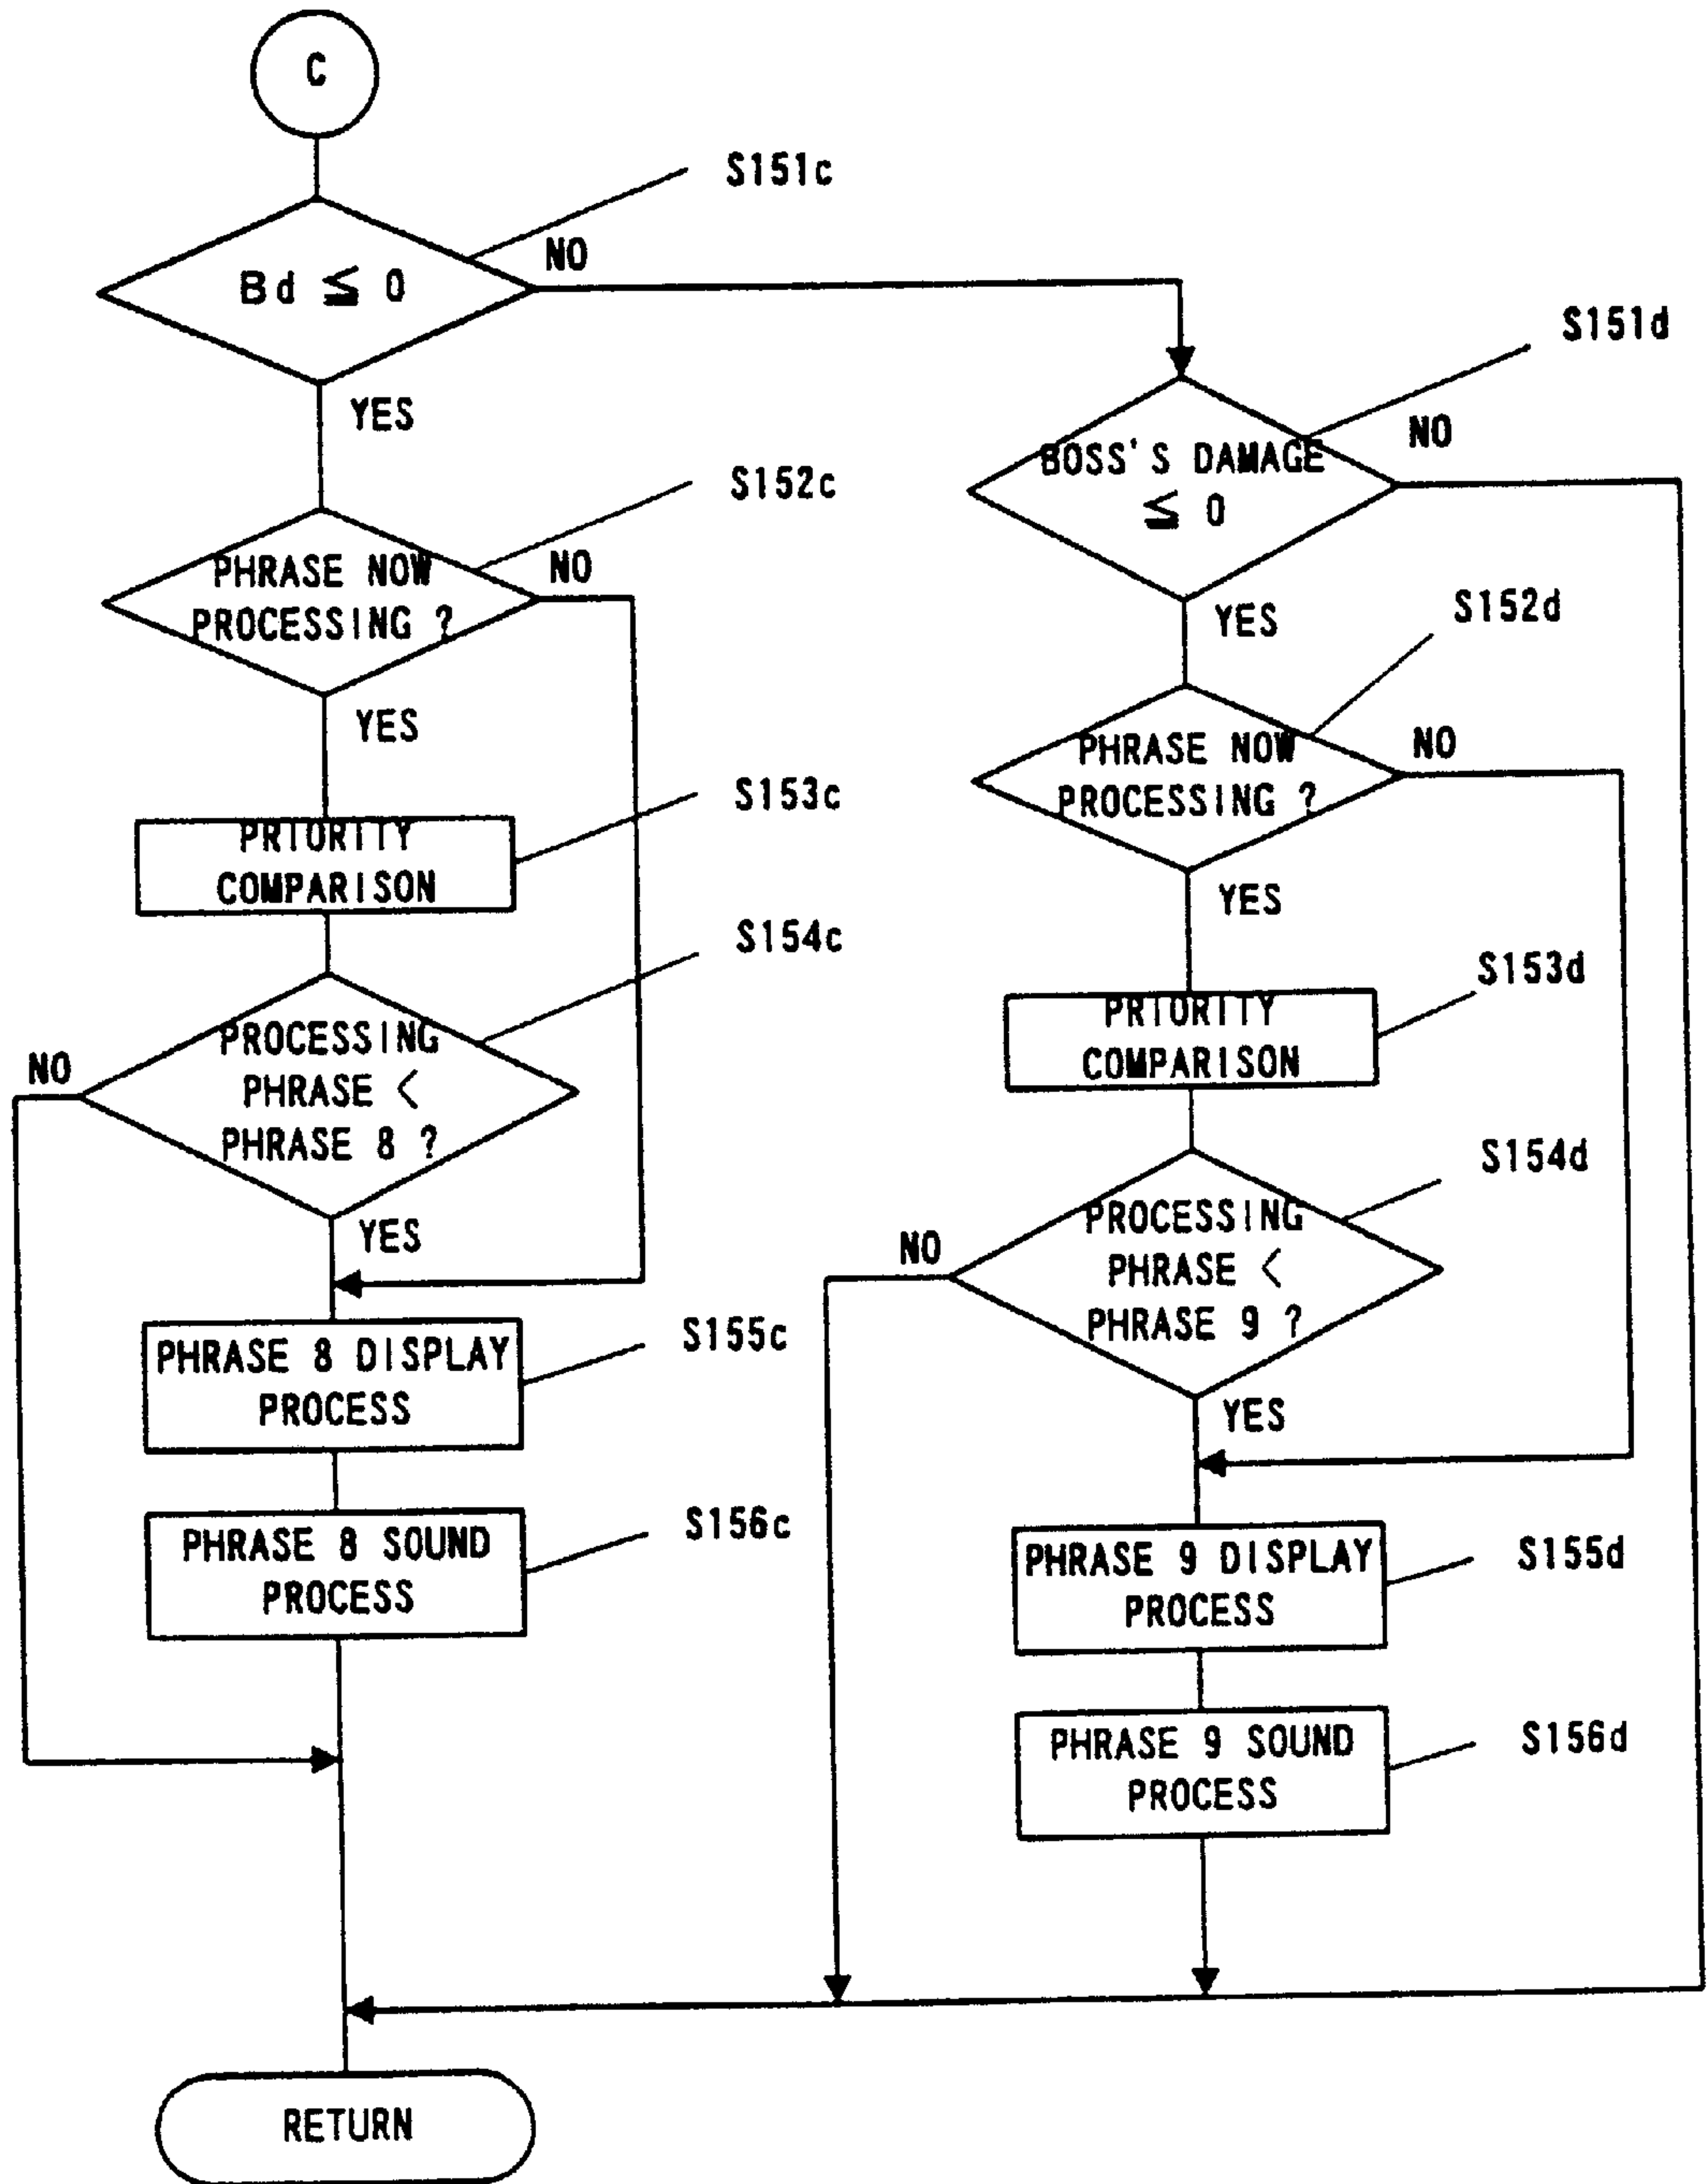 C
S151c
NO
Bd ≦ 0
S151d
YES
NO
BOSS'S DAMAGE
≦ 0
S152c
PHRASE NOW
NO
PROCESSING ?
S152d
YES
YES
PHRASE NOW
NO
PROCESSING ?
S153c
PRIORITY
COMPARISON
YES
S154c
S153d
PRIORITY
COMPARISON
PROCESSING
NO
PHRASE <
PHRASE 8 ?
S154d
YES
PROCESSING
NO
PHRASE <
PHRASE 9 ?
S155c
PHRASE 8 DISPLAY
PROCESS
YES
S156c
PHRASE 8 SOUND
PROCESS
S155d
PHRASE 9 DISPLAY
PROCESS
S156d
PHRASE 9 SOUND
PROCESS
RETURN